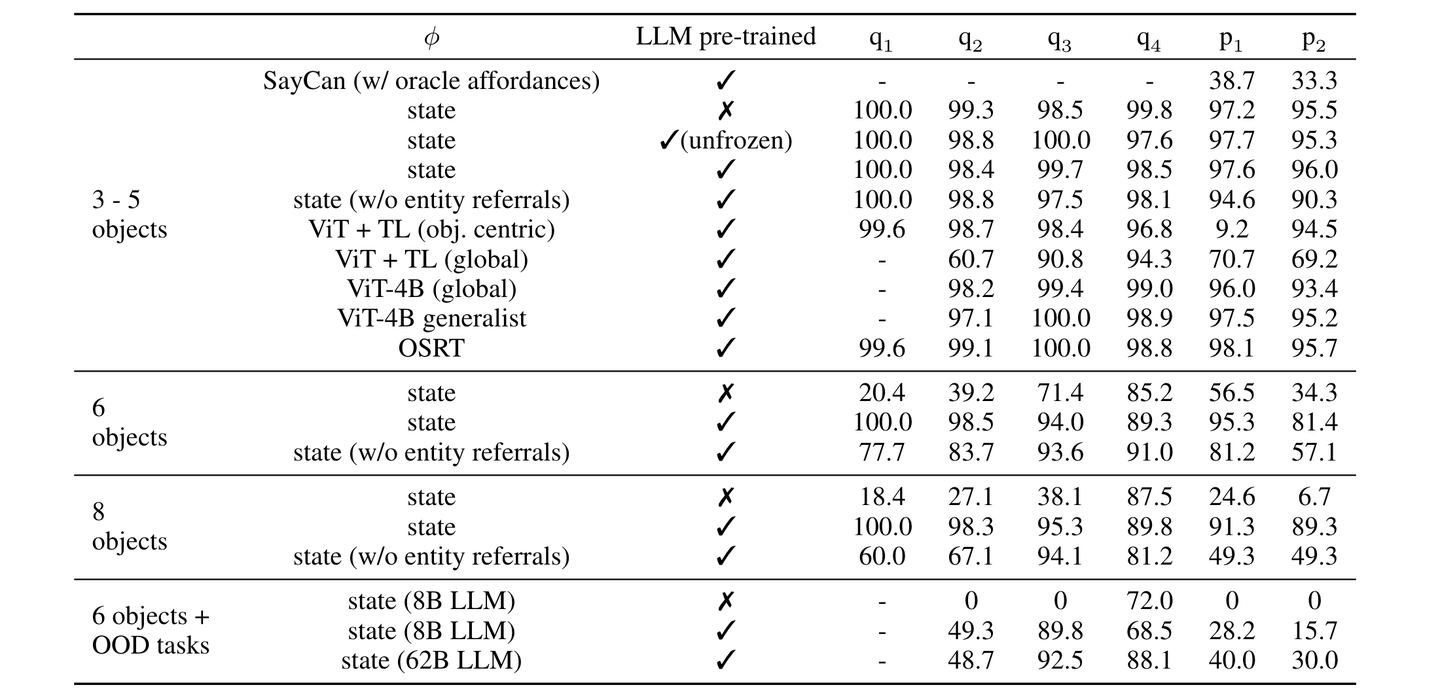 ϕ LLM pre-trained q₁ q₂ q₃ q₄ p₁ p₂
3 - 5 objects
SayCan (w/ oracle affordances) ✓ - - - - 38.7 33.3
state ✗ 100.0 99.3 98.5 99.8 97.2 95.5
state ✓(unfrozen) 100.0 98.8 100.0 97.6 97.7 95.3
state ✓ 100.0 98.4 99.7 98.5 97.6 96.0
state (w/o entity referrals) ✓ 100.0 98.8 97.5 98.1 94.6 90.3
ViT + TL (obj. centric) ✓ 99.6 98.7 98.4 96.8 9.2 94.5
ViT + TL (global) ✓ - 60.7 90.8 94.3 70.7 69.2
ViT-4B (global) ✓ - 98.2 99.4 99.0 96.0 93.4
ViT-4B generalist ✓ - 97.1 100.0 98.9 97.5 95.2
OSRT ✓ 99.6 99.1 100.0 98.8 98.1 95.7
6 objects
state ✗ 20.4 39.2 71.4 85.2 56.5 34.3
state ✓ 100.0 98.5 94.0 89.3 95.3 81.4
state (w/o entity referrals) ✓ 77.7 83.7 93.6 91.0 81.2 57.1
8 objects
state ✗ 18.4 27.1 38.1 87.5 24.6 6.7
state ✓ 100.0 98.3 95.3 89.8 91.3 89.3
state (w/o entity referrals) ✓ 60.0 67.1 94.1 81.2 49.3 49.3
6 objects + OOD tasks
state (8B LLM) ✗ - 0 0 72.0 0 0
state (8B LLM) ✓ - 49.3 89.8 68.5 28.2 15.7
state (62B LLM) ✓ - 48.7 92.5 88.1 40.0 30.0